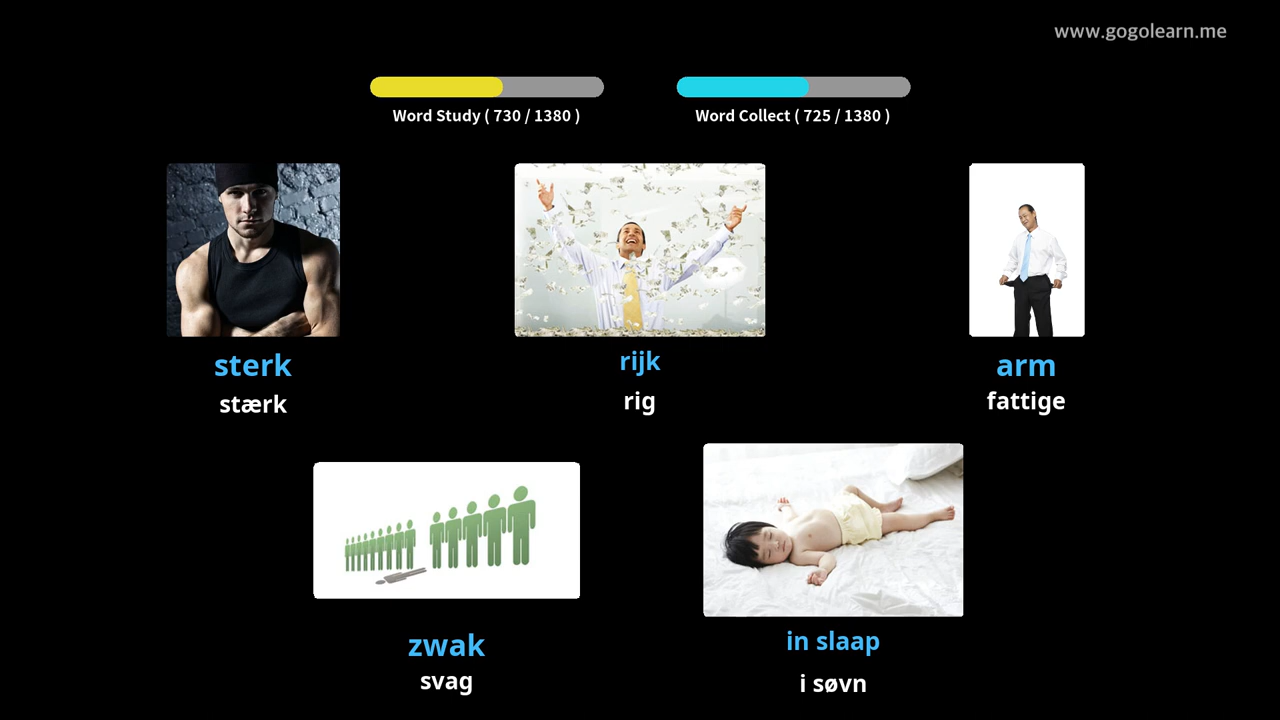 www.gogolearn.me
Word Study ( 730 / 1380 )
Word Collect ( 725 / 1380 )
sterk
stærk
rijk
rig
arm
fattige
zwak
svag
in slaap
i søvn